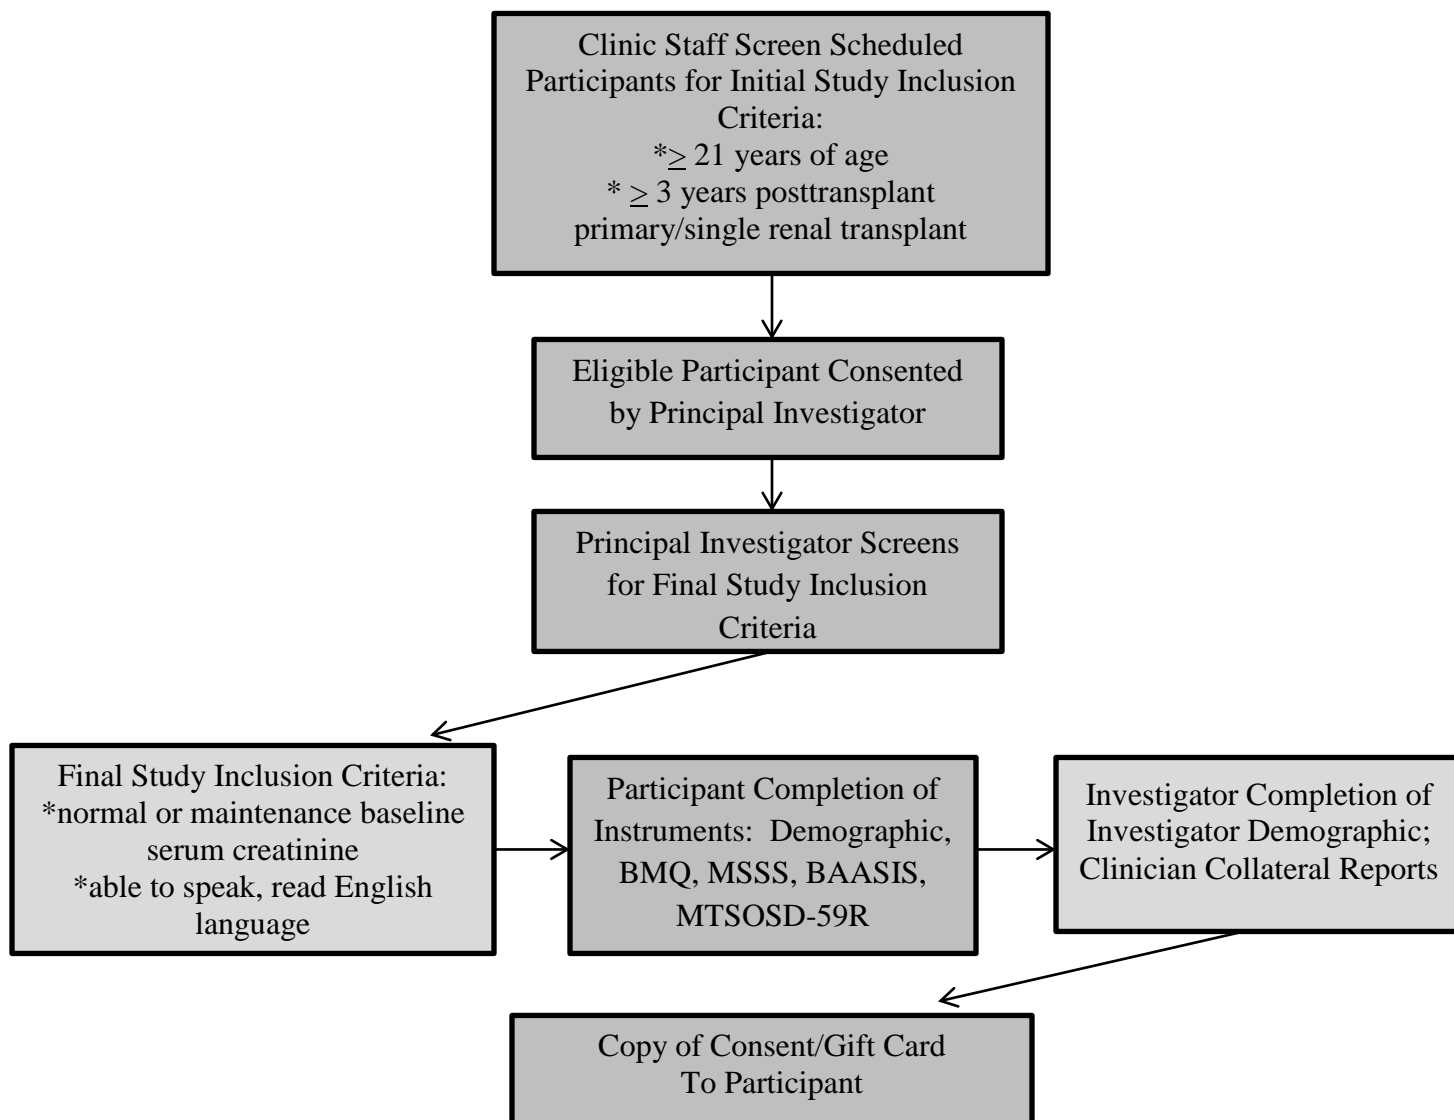 Clinic Staff Screen Scheduled
Participants for Initial Study Inclusion
Criteria:
*≥ 21 years of age
* ≥ 3 years posttransplant
primary/single renal transplant
Eligible Participant Consented
by Principal Investigator
Principal Investigator Screens
for Final Study Inclusion
Criteria
Final Study Inclusion Criteria:
*normal or maintenance baseline
serum creatinine
*able to speak, read English
language
Participant Completion of
Instruments: Demographic,
BMQ, MSSS, BAASIS,
MTSOSD-59R
Investigator Completion of
Investigator Demographic;
Clinician Collateral Reports
Copy of Consent/Gift Card
To Participant